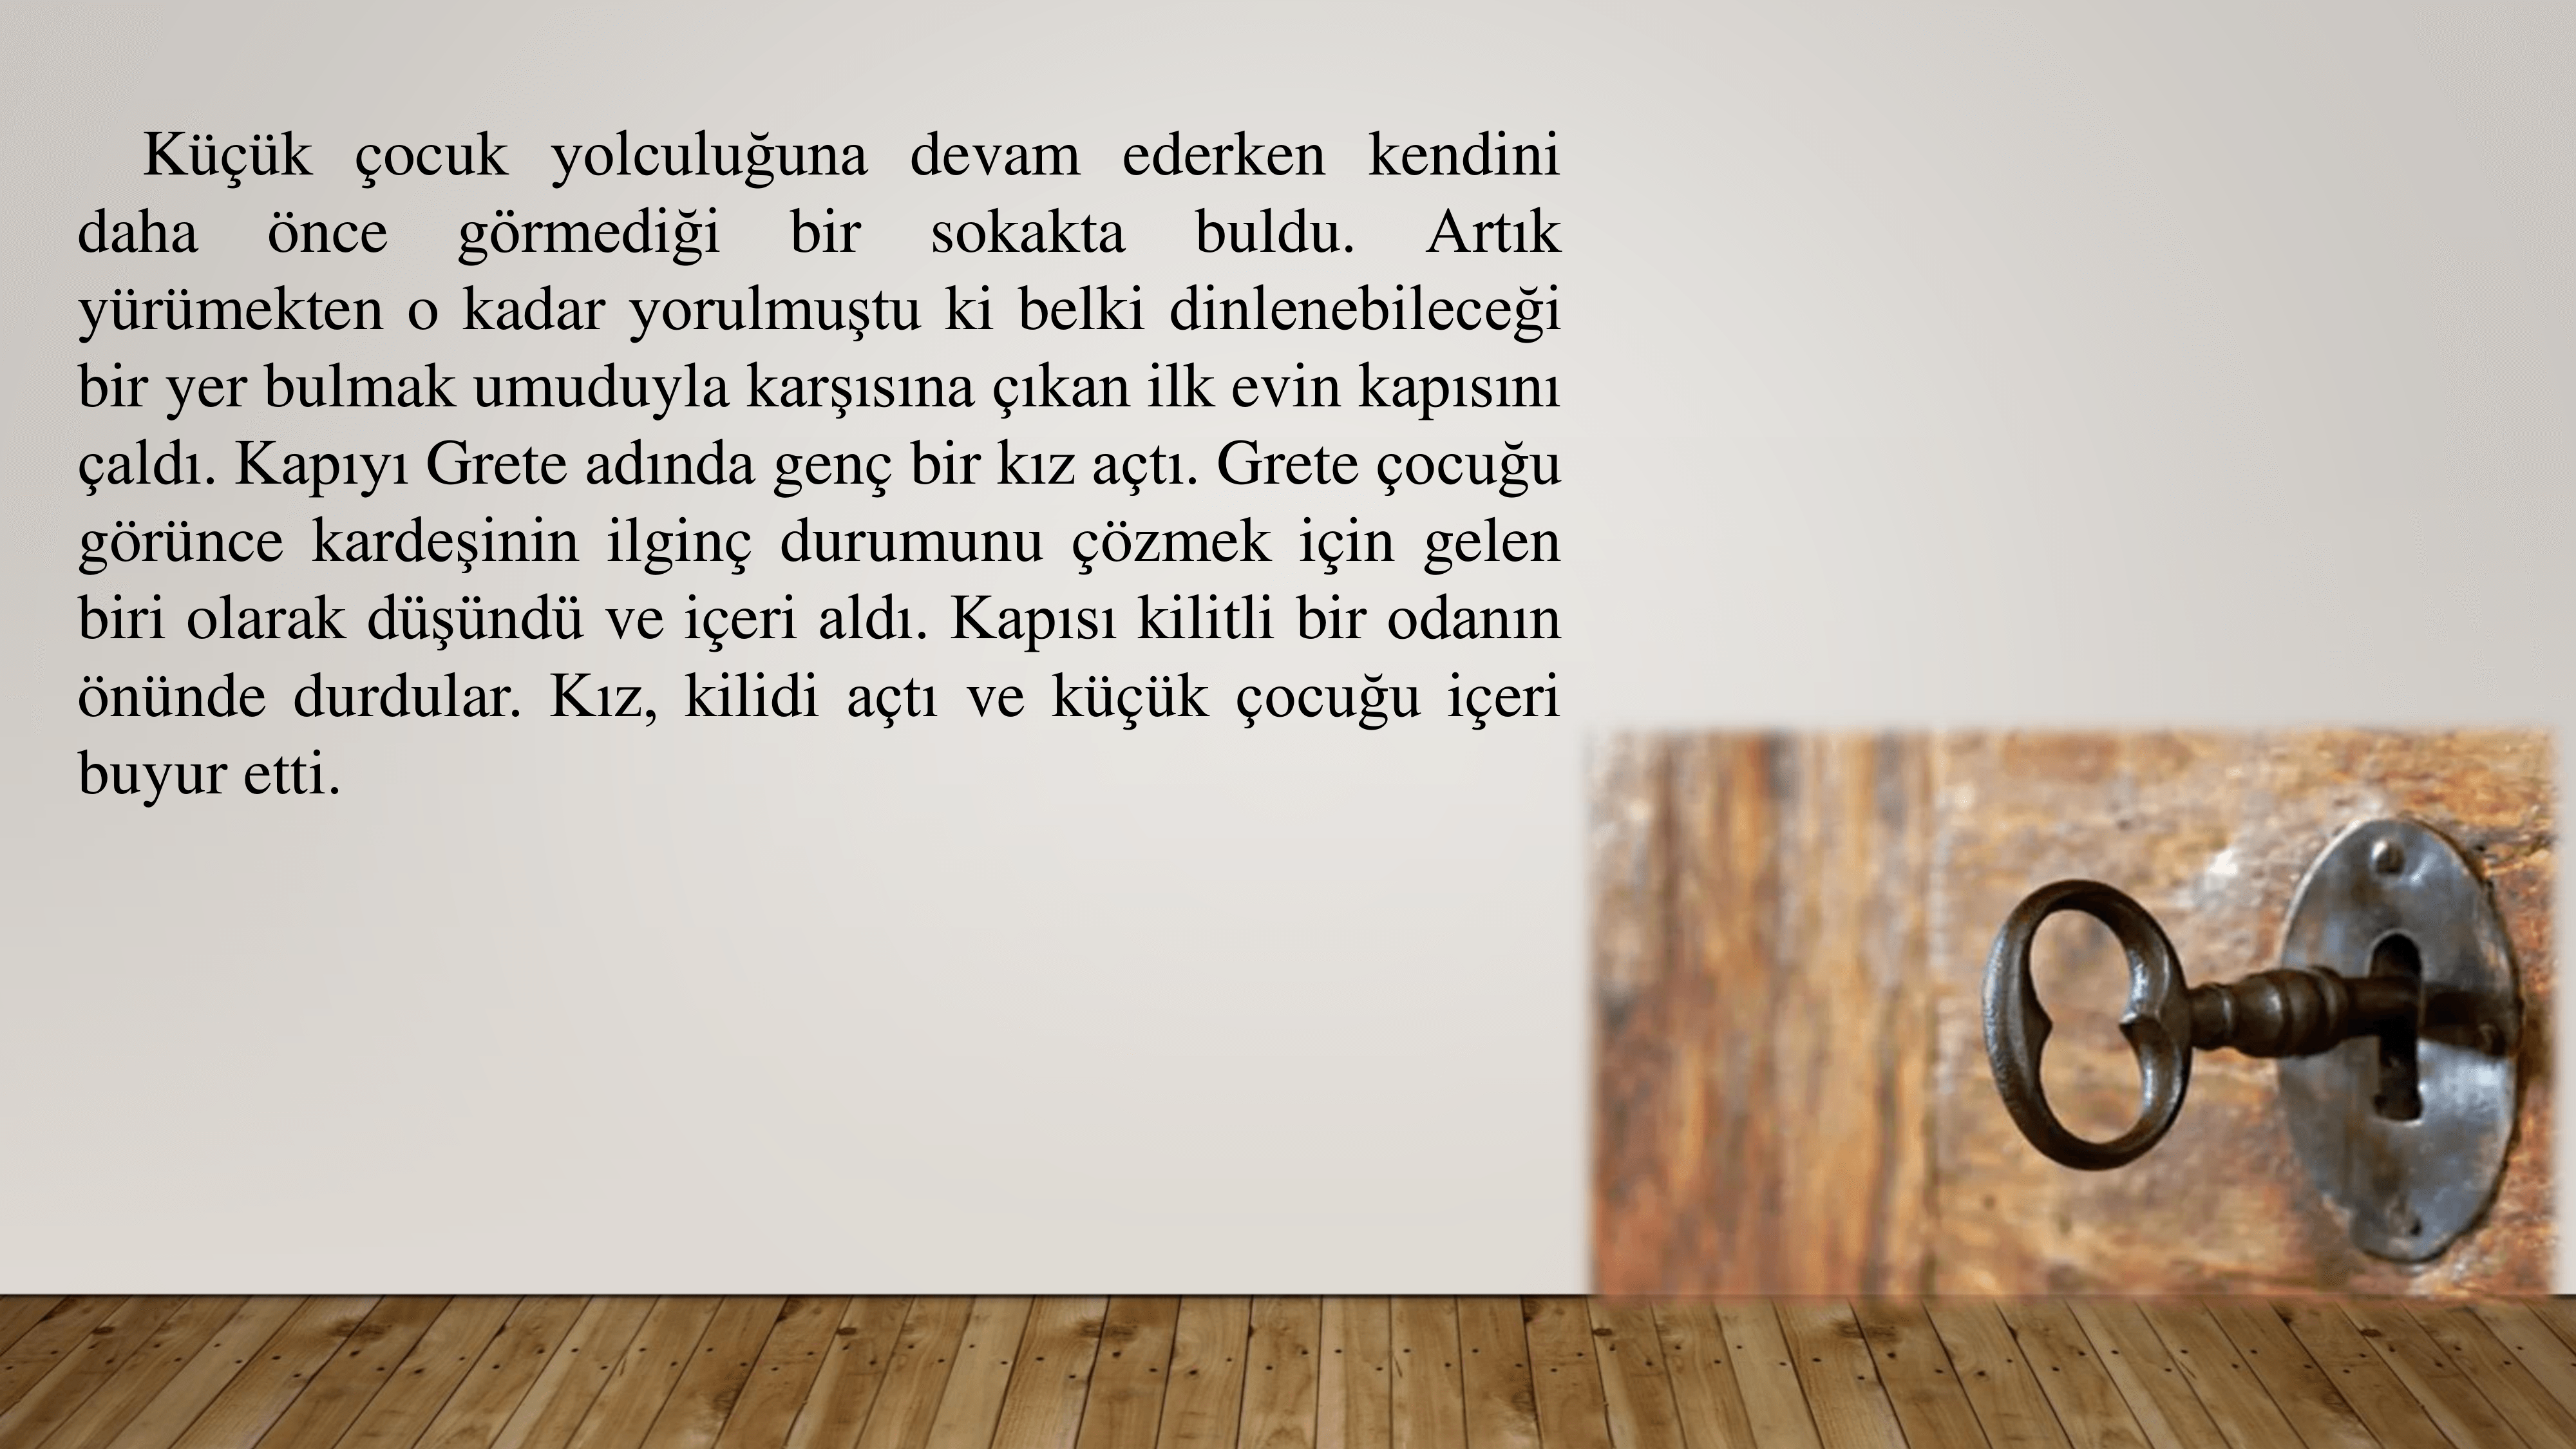 Küçük çocuk yolculuğuna devam ederken kendini
daha önce görmediği bir sokakta buldu. Artık
yürümekten o kadar yorulmuştu ki belki dinlenebileceği
bir yer bulmak umuduyla karşısına çıkan ilk evin kapısını
çaldı. Kapıyı Grete adında genç bir kız açtı. Grete çocuğu
görünce kardeşinin ilginç durumunu çözmek için gelen
biri olarak düşündü ve içeri aldı. Kapısı kilitli bir odanın
önünde durdular. Kız, kilidi açtı ve küçük çocuğu içeri
buyur etti.